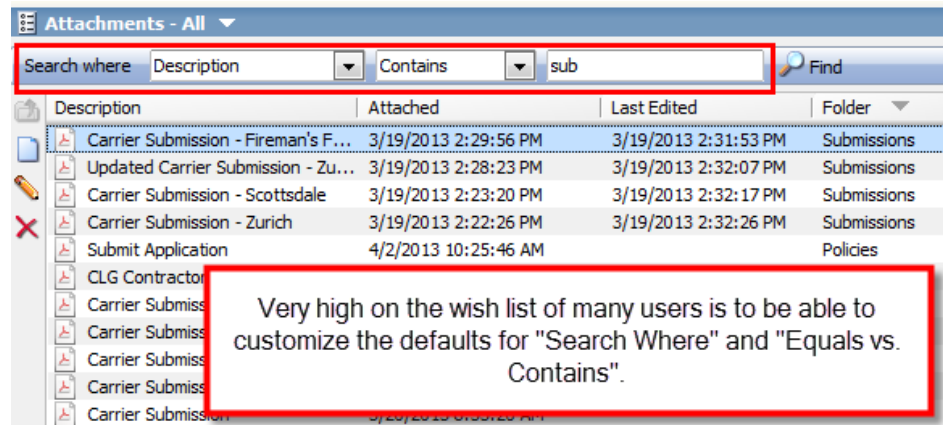 Attachments - All
Search where Description Contains sub Find
Description Attached Last Edited Folder
Carrier Submission - Fireman's F... 3/19/2013 2:29:56 PM 3/19/2013 2:31:53 PM Submissions
Updated Carrier Submission - Zu... 3/19/2013 2:28:23 PM 3/19/2013 2:32:07 PM Submissions
Carrier Submission - Scottsdale 3/19/2013 2:23:20 PM 3/19/2013 2:32:17 PM Submissions
Carrier Submission - Zurich 3/19/2013 2:22:26 PM 3/19/2013 2:32:26 PM Submissions
Submit Application 4/2/2013 10:25:46 AM Policies
CLG Contractor
Carrier Submiss
Carrier Submiss
Carrier Submiss
Carrier Submiss
Carrier Submission
Very high on the wish list of many users is to be able to
customize the defaults for "Search Where" and "Equals vs.
Contains".